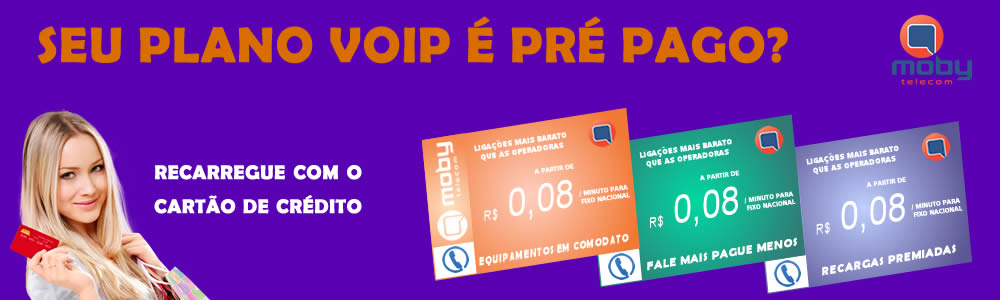 SEU PLANO VOIP É PRÉ PAGO?
moby
telecom
RECARREGUE COM O
CARTÃO DE CRÉDITO
moby
telecom
LIGAÇÕES MAIS BARATO
QUE AS OPERADORAS
A PARTIR DE
R$ 0,08 / MINUTO PARA
FIXO NACIONAL
EQUIPAMENTOS EM COMODATO
LIGAÇÕES MAIS BARATO
QUE AS OPERADORAS
A PARTIR DE
R$ 0,08 / MINUTO PARA
FIXO NACIONAL
FALE MAIS PAGUE MENOS
LIGAÇÕES MAIS BARATO
QUE AS OPERADORAS
A PARTIR DE
R$ 0,08 / MINUTO PARA
FIXO NACIONAL
RECARGAS PREMIADAS